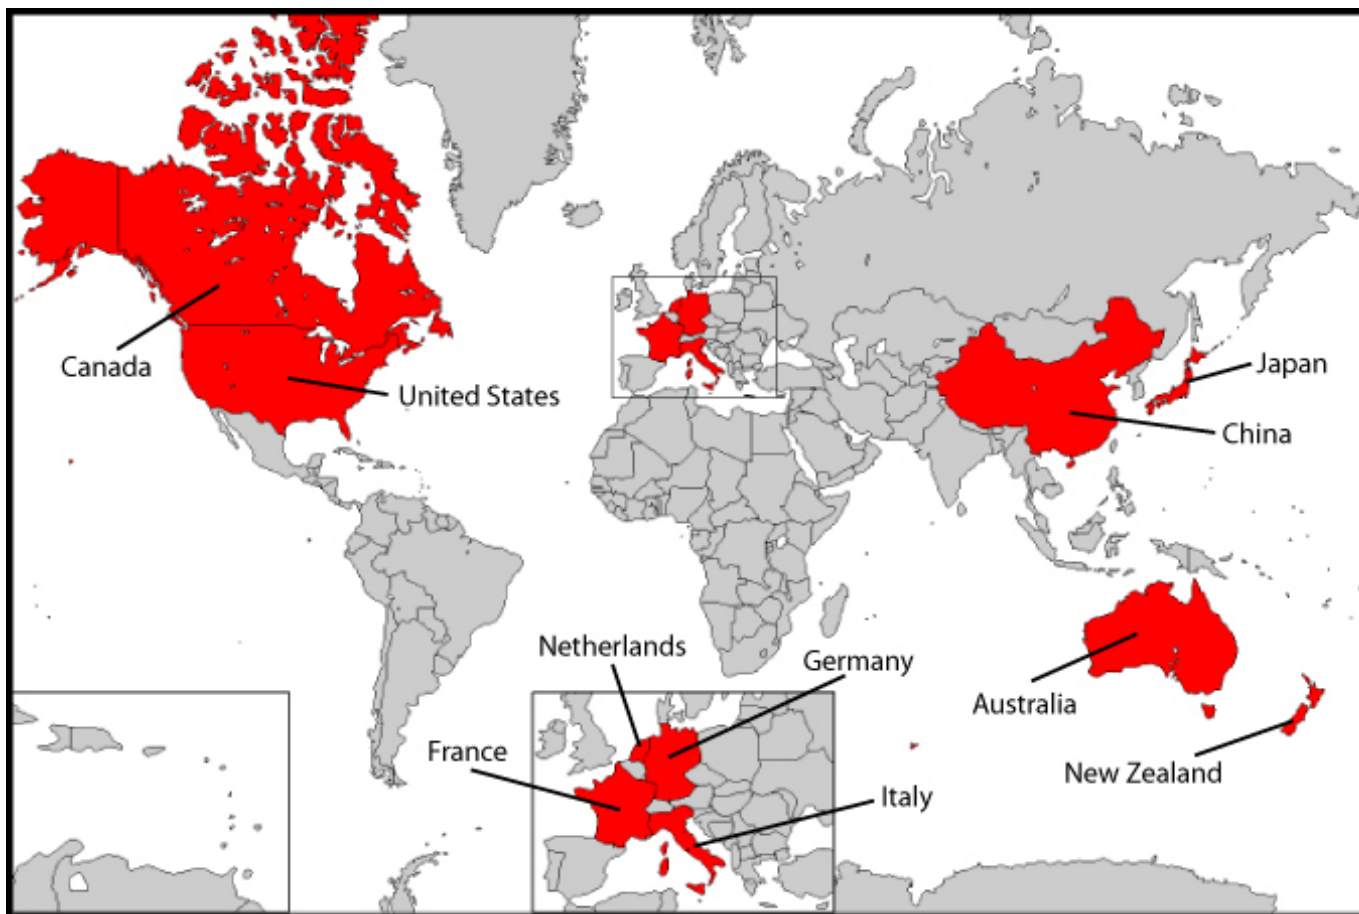 Canada
United States
Japan
China
Netherlands
Germany
Australia
France
New Zealand
Italy